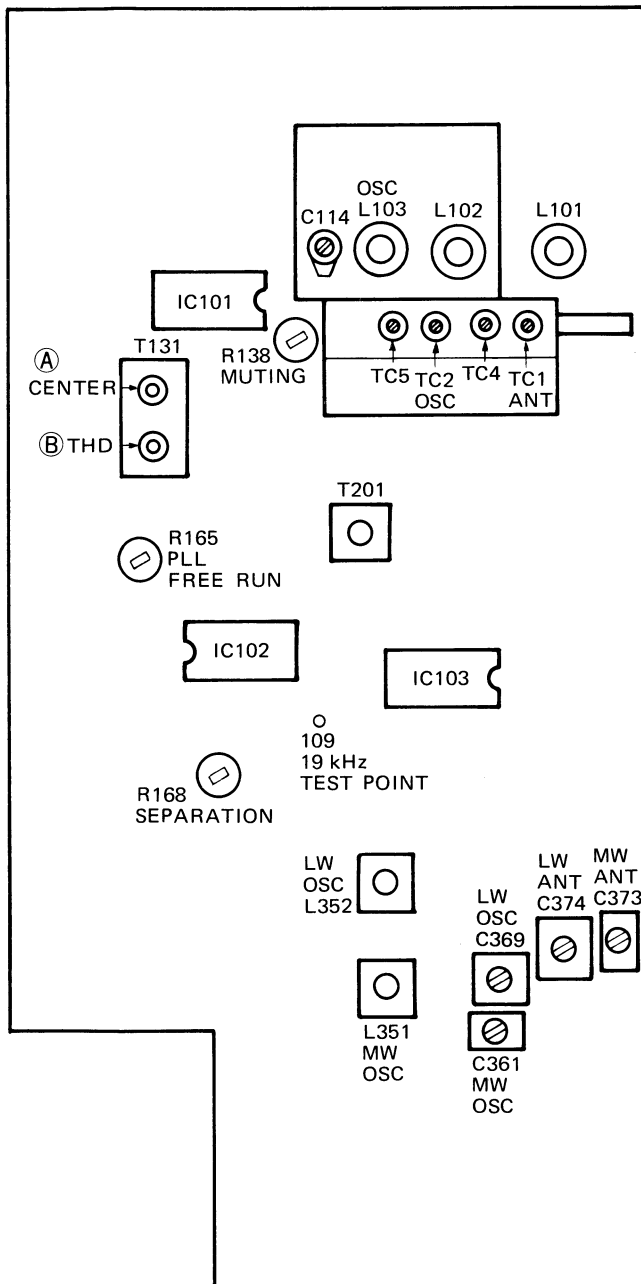 OSC
C114 L103 L102 L101
IC101
R138
MUTING
TC5 TC2 TC4 TC1
OSC ANT
Ⓐ T131
CENTER
Ⓑ THD
T201
R165
PLL
FREE RUN
IC102
IC103
109
19 kHz
TEST POINT
R168
SEPARATION
LW
OSC
L352
LW
OSC
C369
LW
ANT
C374
MW
ANT
C373
L351
MW
OSC
C361
MW
OSC